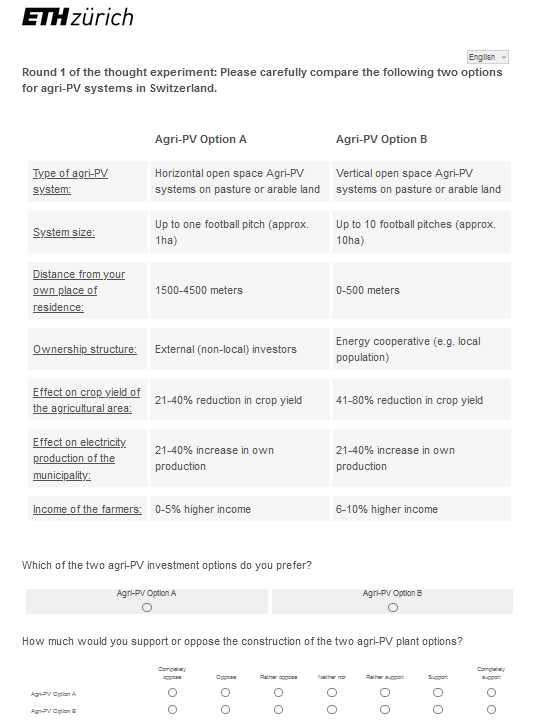 ETH zürich
English
Round 1 of the thought experiment: Please carefully compare the following two options
for agri-PV systems in Switzerland.
Agri-PV Option A Agri-PV Option B
Type of agri-PV
system:
Horizontal open space Agri-PV
systems on pasture or arable land
Vertical open space Agri-PV
systems on pasture or arable land
System size:
Up to one football pitch (approx.
1ha)
Up to 10 football pitches (approx.
10ha)
Distance from your
own place of
residence:
1500-4500 meters
0-500 meters
Ownership structure:
External (non-local) investors
Energy cooperative (e.g. local
population)
Effect on crop yield of
the agricultural area:
21-40% reduction in crop yield
41-80% reduction in crop yield
Effect on electricity
production of the
municipality:
21-40% increase in own
production
21-40% increase in own
production
Income of the farmers:
0-5% higher income
6-10% higher income
Which of the two agri-PV investment options do you prefer?
Agri-PV Option A Agri-PV Option B
How much would you support or oppose the construction of the two agri-PV plant options?
Completely
oppose
Oppose
Rather oppose
Neither nor
Rather support
Support
Completely
support
Agri-PV Option A
Agri-PV Option B